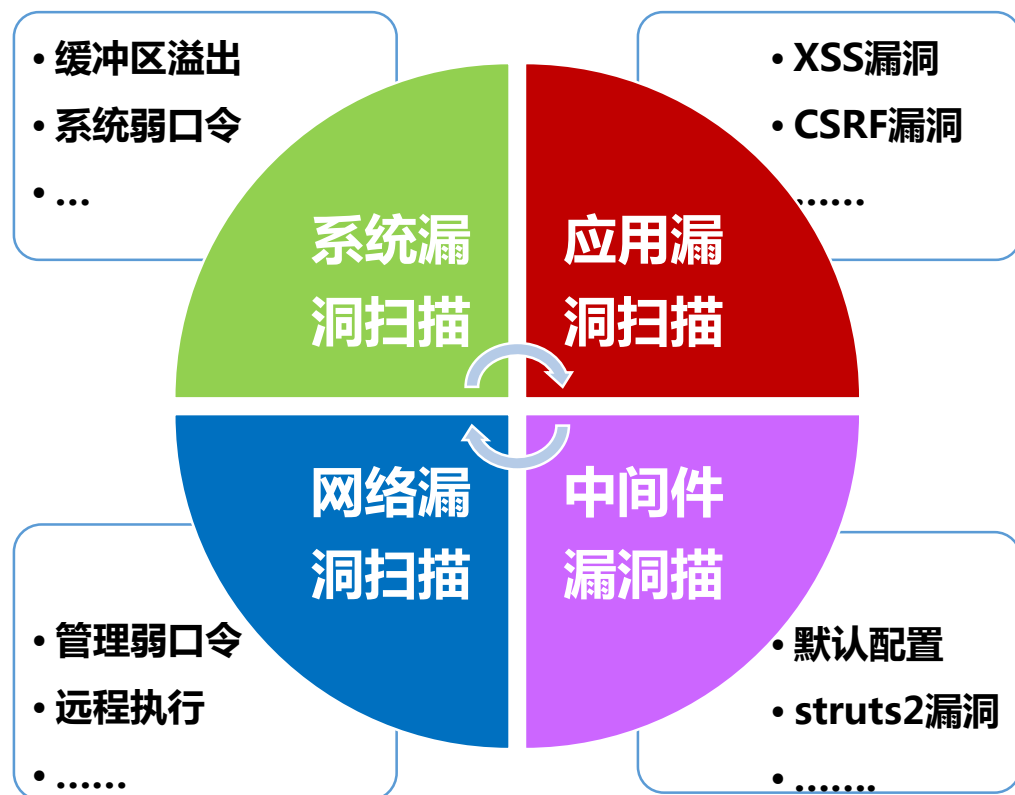 • 缓冲区溢出
• 系统弱口令
• ...
• XSS漏洞
• CSRF漏洞
......
系统漏
洞扫描
应用漏
洞扫描
网络漏
洞扫描
中间件
漏洞描
• 管理弱口令
• 远程执行
• ......
• 默认配置
• struts2漏洞
• .......